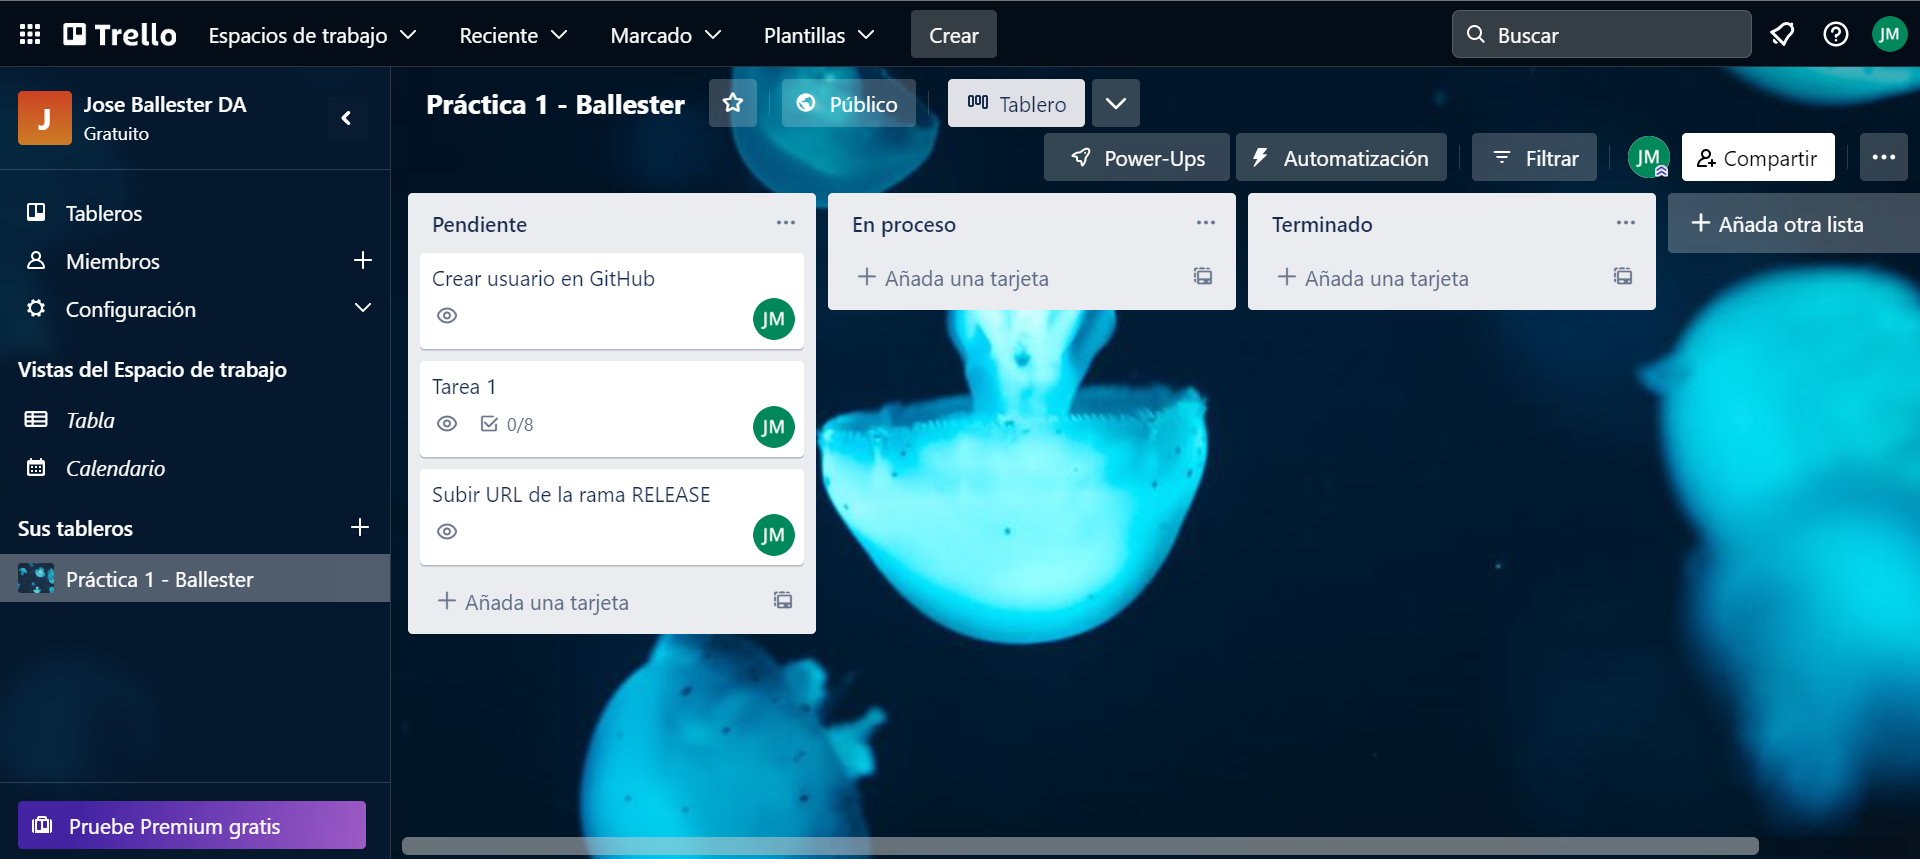 Trello
Espacios de trabajo
Reciente
Marcado
Plantillas
Crear
Buscar
JM
J
Jose Ballester DA
Gratuito
Tableros
Miembros
Configuración
Vistas del Espacio de trabajo
Tabla
Calendario
Sus tableros
Práctica 1 - Ballester
Pruebe Premium gratis
Práctica 1 - Ballester
Público
Tablero
Power-Ups
Automatización
Filtrar
JM
Compartir
Pendiente
Crear usuario en GitHub
JM
Tarea 1
0/8
JM
Subir URL de la rama RELEASE
JM
Añada una tarjeta
En proceso
Añada una tarjeta
Terminado
Añada una tarjeta
Añada otra lista